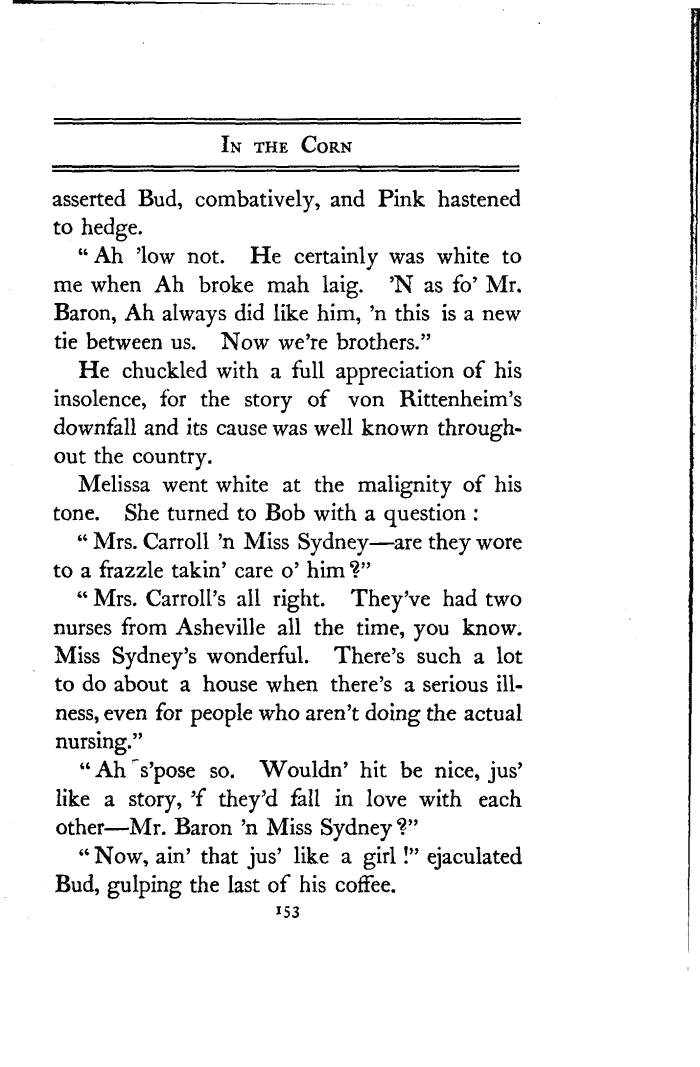 In the Corn
asserted Bud, combatively, and Pink hastened
to hedge.
“Ah ’low not. He certainly was white to
me when Ah broke mah laig. ’N as fo’ Mr.
Baron, Ah always did like him, ’n this is a new
tie between us. Now we’re brothers.”
He chuckled with a full appreciation of his
insolence, for the story of von Rittenheim’s
downfall and its cause was well known through-
out the country.
Melissa went white at the malignity of his
tone. She turned to Bob with a question:
“Mrs. Carroll ’n Miss Sydney—are they wore
to a frazzle takin’ care o’ him?”
“Mrs. Carroll’s all right. They’ve had two
nurses from Asheville all the time, you know.
Miss Sydney’s wonderful. There’s such a lot
to do about a house when there’s a serious ill-
ness, even for people who aren’t doing the actual
nursing.”
“Ah s’pose so. Wouldn’ hit be nice, jus’
like a story, ’f they’d fall in love with each
other—Mr. Baron ’n Miss Sydney?”
“Now, ain’ that jus’ like a girl!” ejaculated
Bud, gulping the last of his coffee.
153